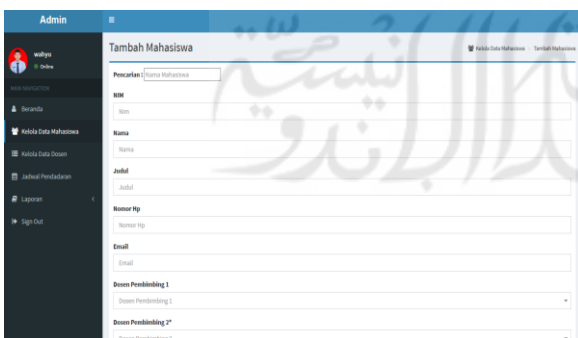 Admin
wahyu
Online
MAIN NAVIGATION
Beranda
Kelola Data Mahasiswa
Kelola Data Dosen
Jadwal Pendadaran
Laporan
Sign Out
Tambah Mahasiswa
Kelola Data Mahasiswa - Tambah Mahasiswa
Pencarian : Nama Mahasiswa
NIM
Nim
Nama
Nama
Judul
Judul
Nomor Hp
Nomor Hp
Email
Email
Dosen Pembimbing 1
Dosen Pembimbing 1
Dosen Pembimbing 2*